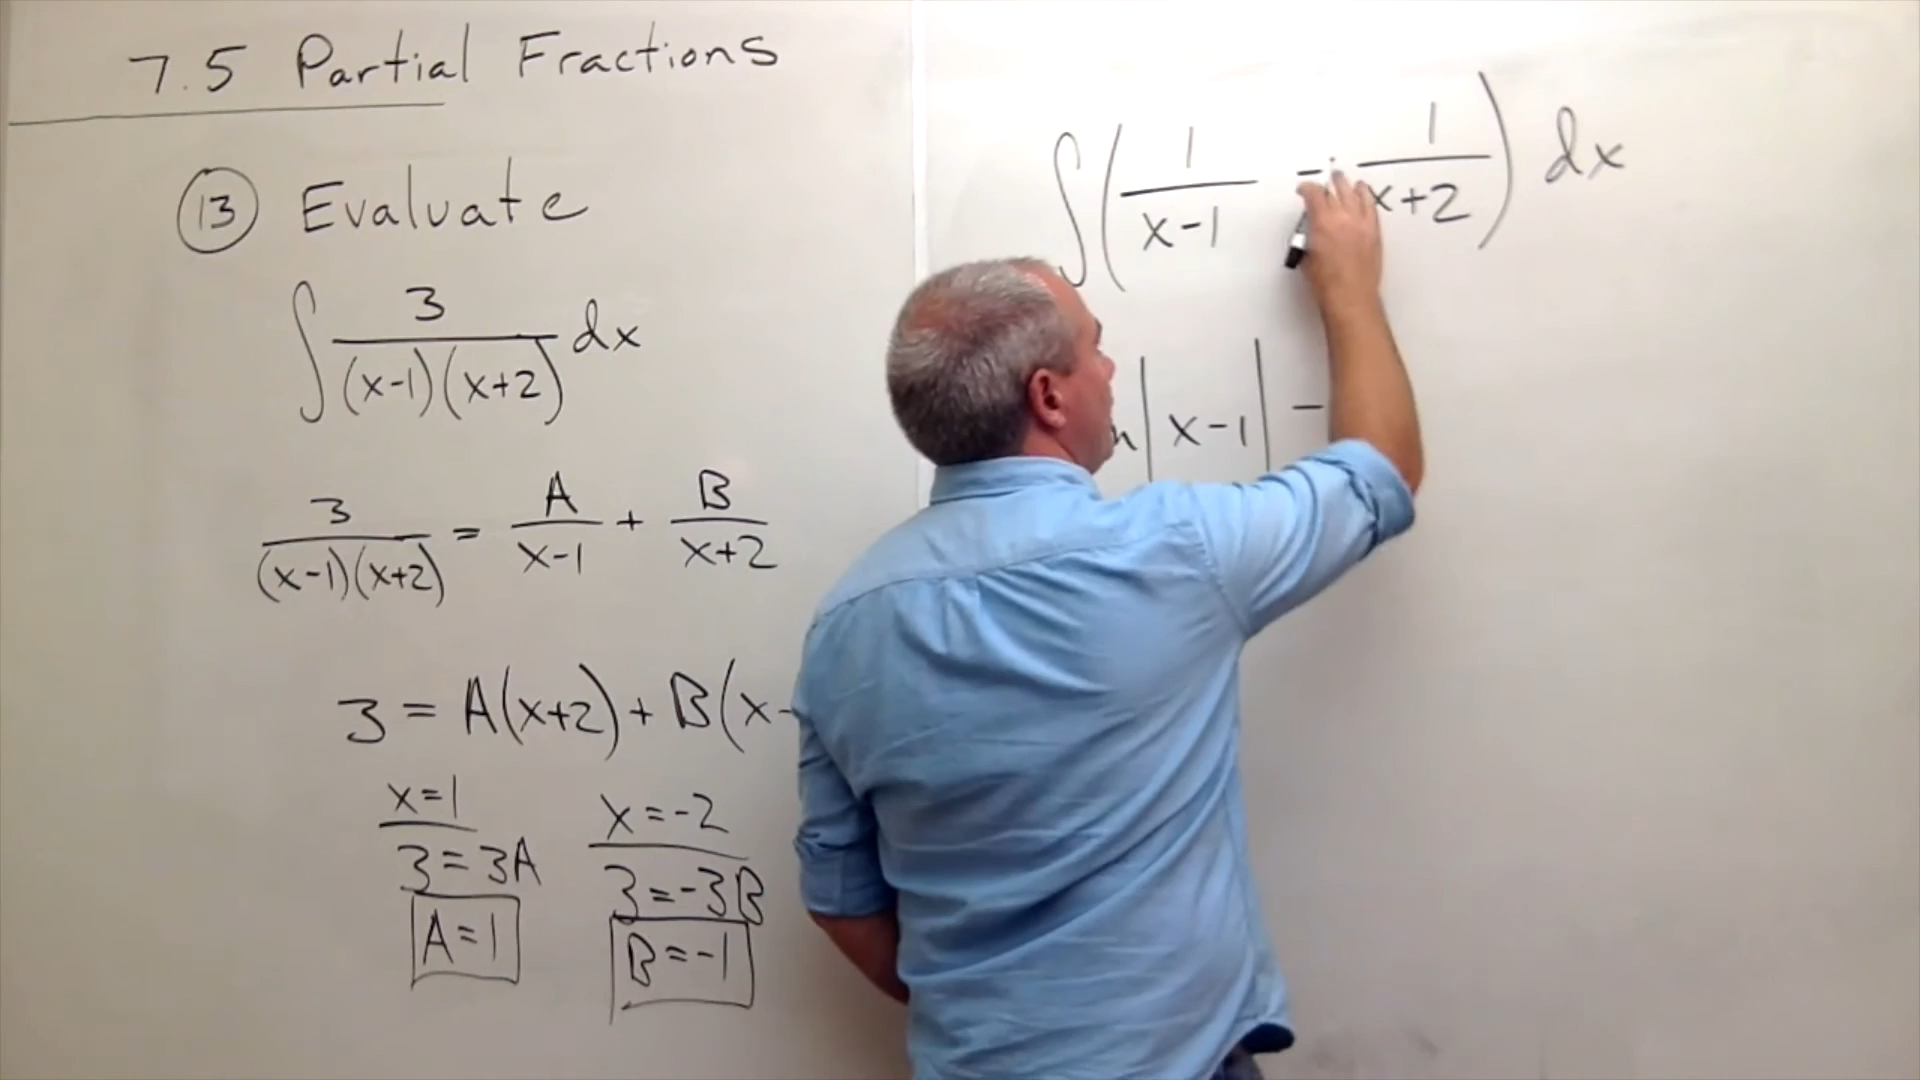 7.5 Partial Fractions
13 Evaluate
∫ 3/((x-1)(x+2)) dx
3/((x-1)(x+2)) = A/(x-1) + B/(x+2)
3 = A(x+2) + B(x-
x=1
3=3A
A=1
x=-2
3=-3B
B=-1
∫(1/(x-1) - 1/(x+2)) dx
|x-1| -